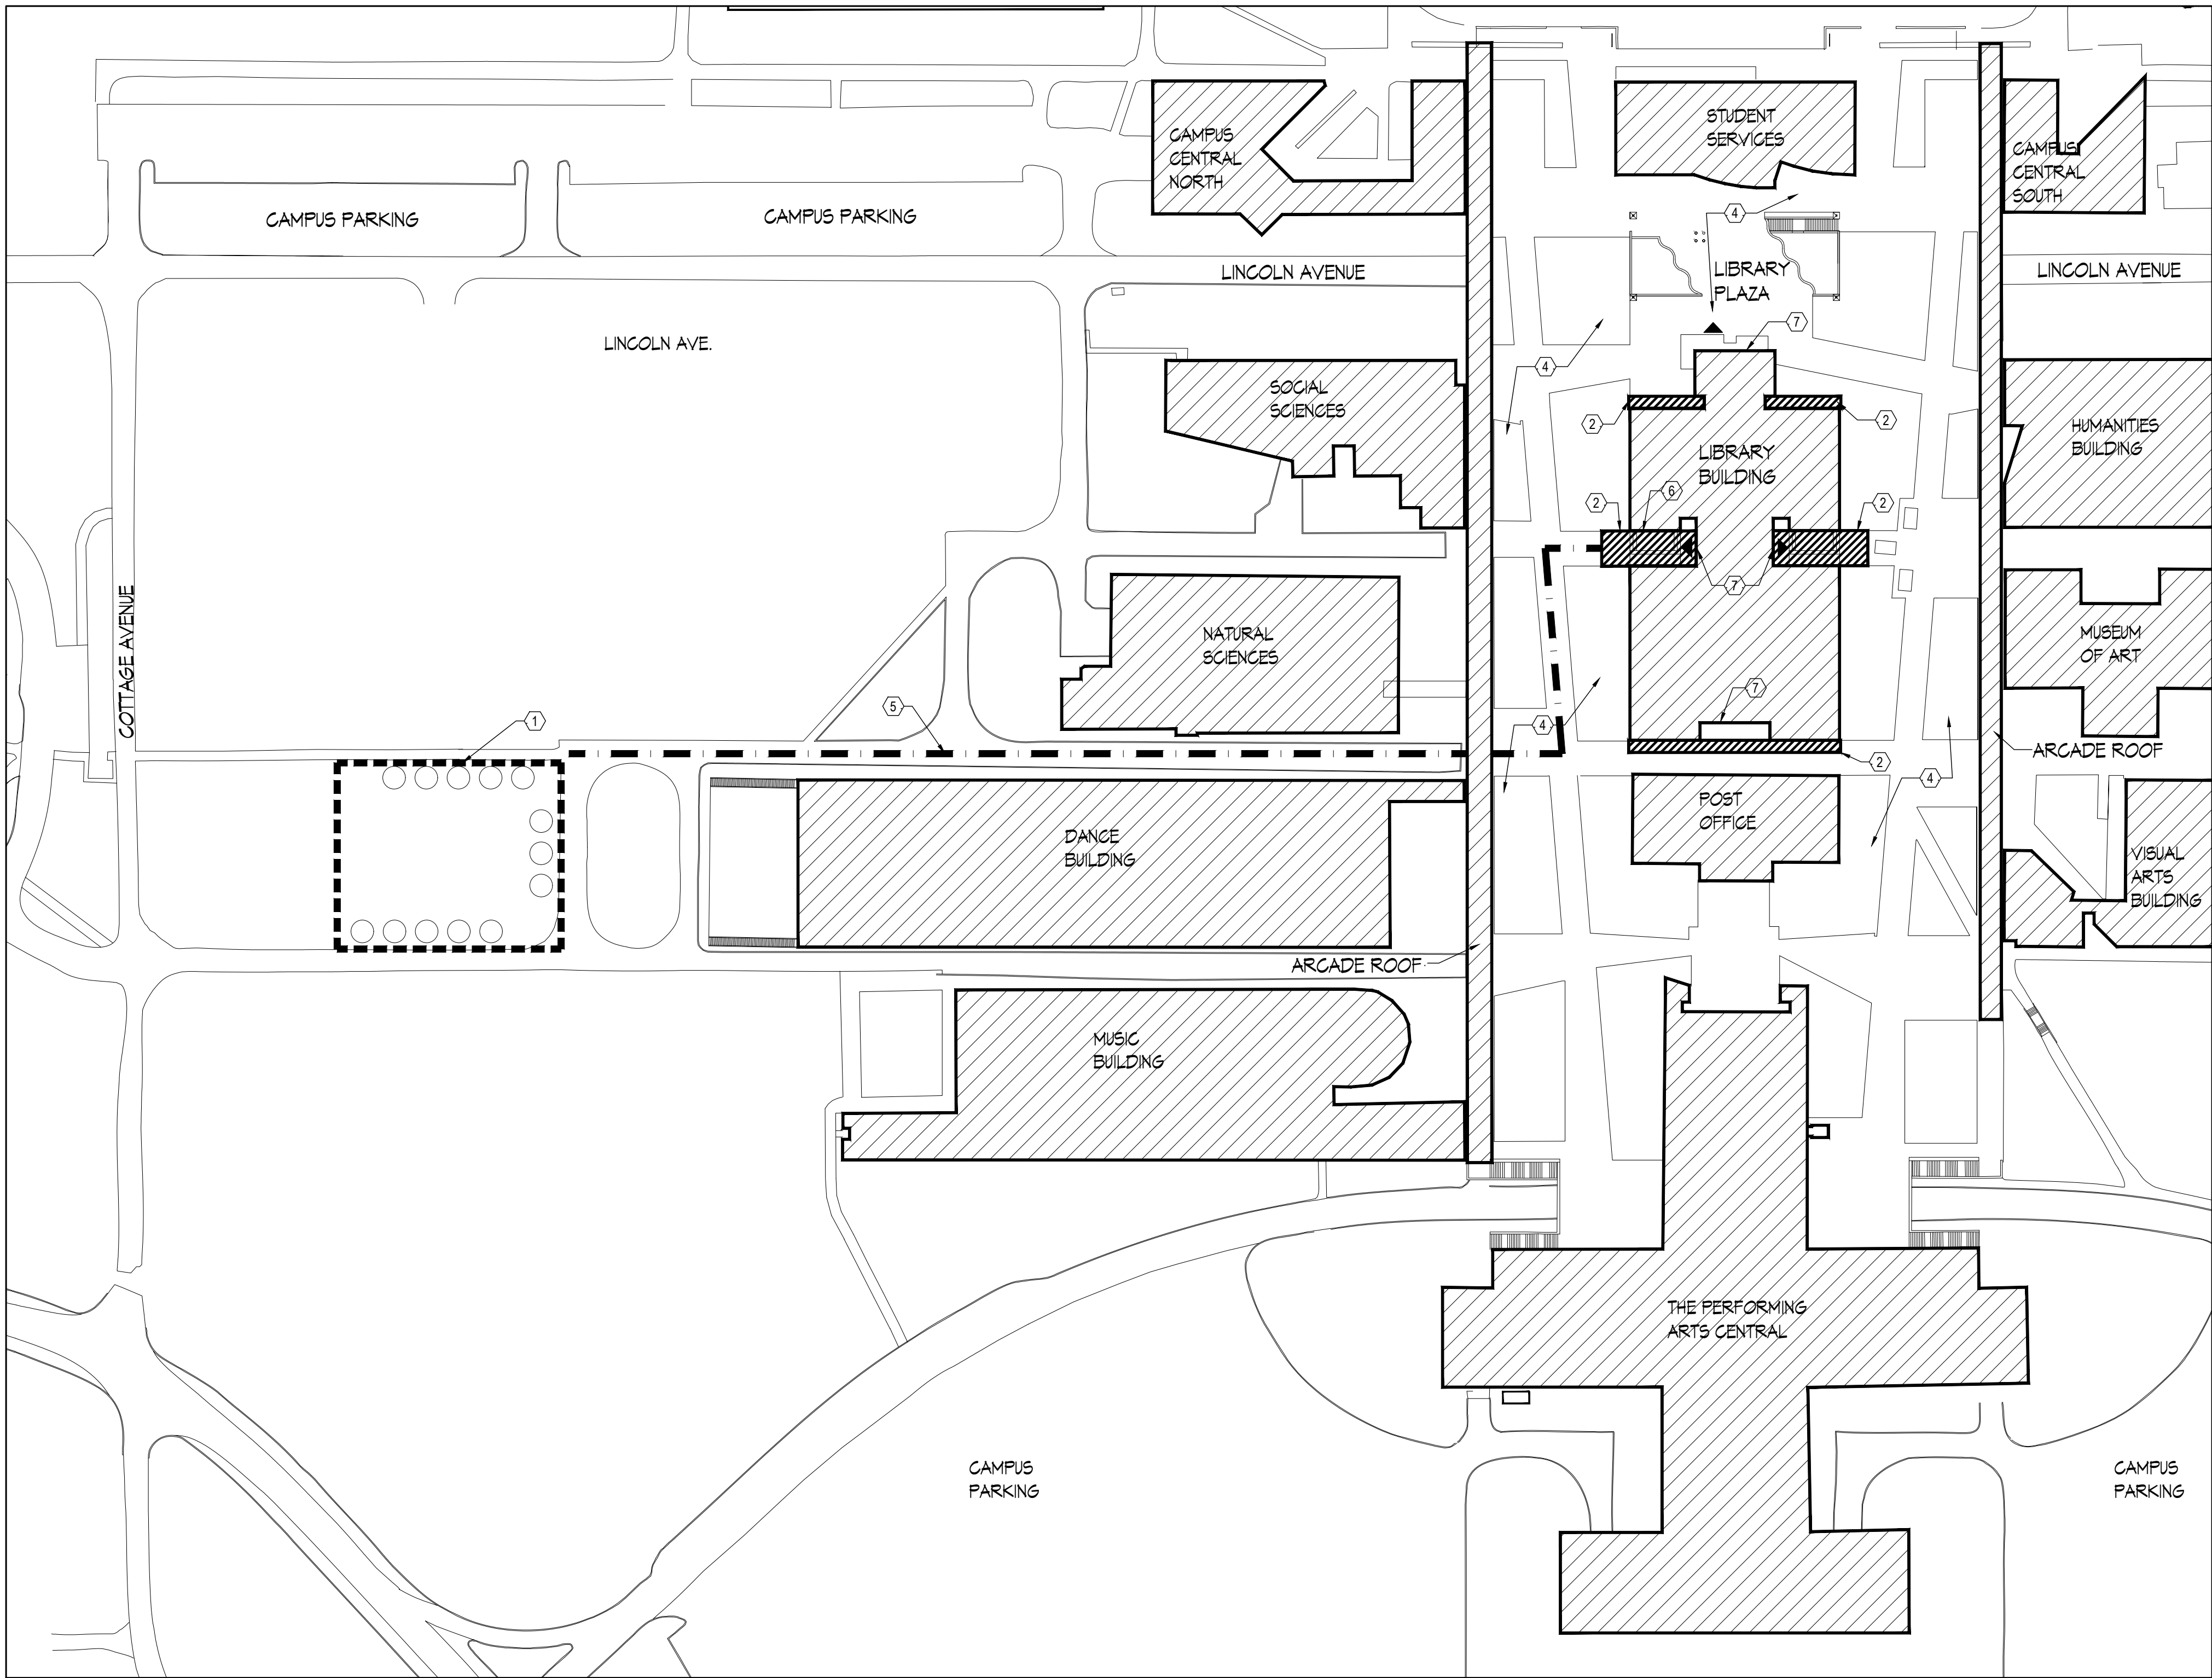 STUDENT
SERVICES
CAMPUS
CENTRAL
NORTH
CAMPUS
CENTRAL
SOUTH
CAMPUS PARKING
CAMPUS PARKING
4
LINCOLN AVENUE
LIBRARY
PLAZA
LINCOLN AVENUE
7
LINCOLN AVE.
4
SOCIAL
SCIENCES
2
2
HUMANITIES
BUILDING
LIBRARY
BUILDING
2
6
2
7
COTTAGE AVENUE
NATURAL
SCIENCES
MUSEUM
OF ART
7
5
1
4
ARCADE ROOF
2
4
POST
OFFICE
DANCE
BUILDING
VISUAL
ARTS
BUILDING
ARCADE ROOF
MUSIC
BUILDING
THE PERFORMING
ARTS CENTRAL
CAMPUS
PARKING
CAMPUS
PARKING